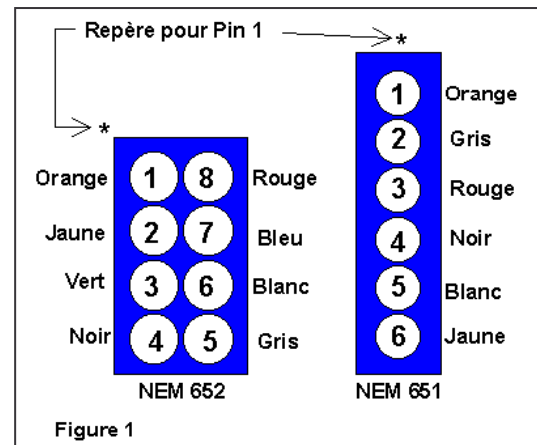 Repère pour Pin 1
*
*
1 Orange
2 Gris
3 Rouge
4 Noir
5 Blanc
6 Jaune
NEM 651
Orange 1 8 Rouge
Jaune 2 7 Bleu
Vert 3 6 Blanc
Noir 4 5 Gris
NEM 652
Figure 1